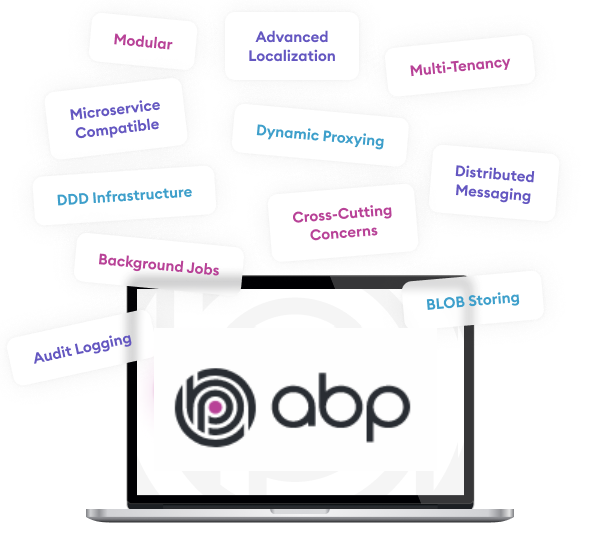 Modular
Advanced
Localization
Multi-Tenancy
Microservice
Compatible
Dynamic Proxying
Distributed
Messaging
DDD Infrastructure
Cross-Cutting
Concerns
Background Jobs
BLOB Storing
Audit Logging
abp